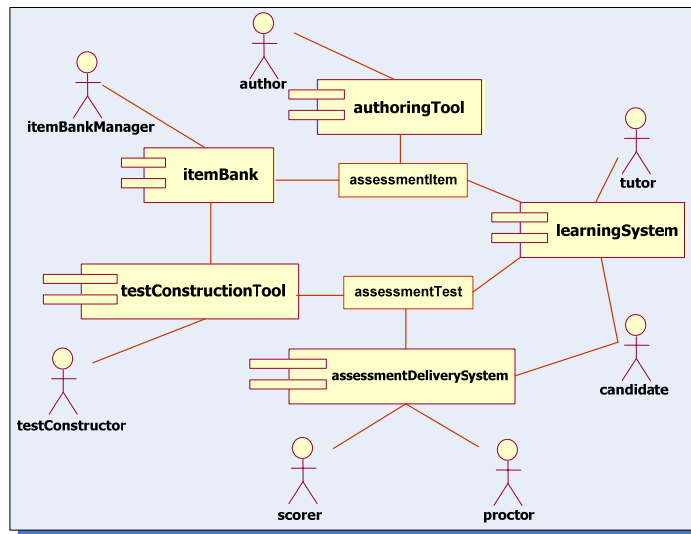 author
authoringTool
itemBankManager
itemBank
assessmentItem
tutor
learningSystem
testConstructionTool
assessmentTest
assessmentDeliverySystem
candidate
testConstructor
scorer
proctor